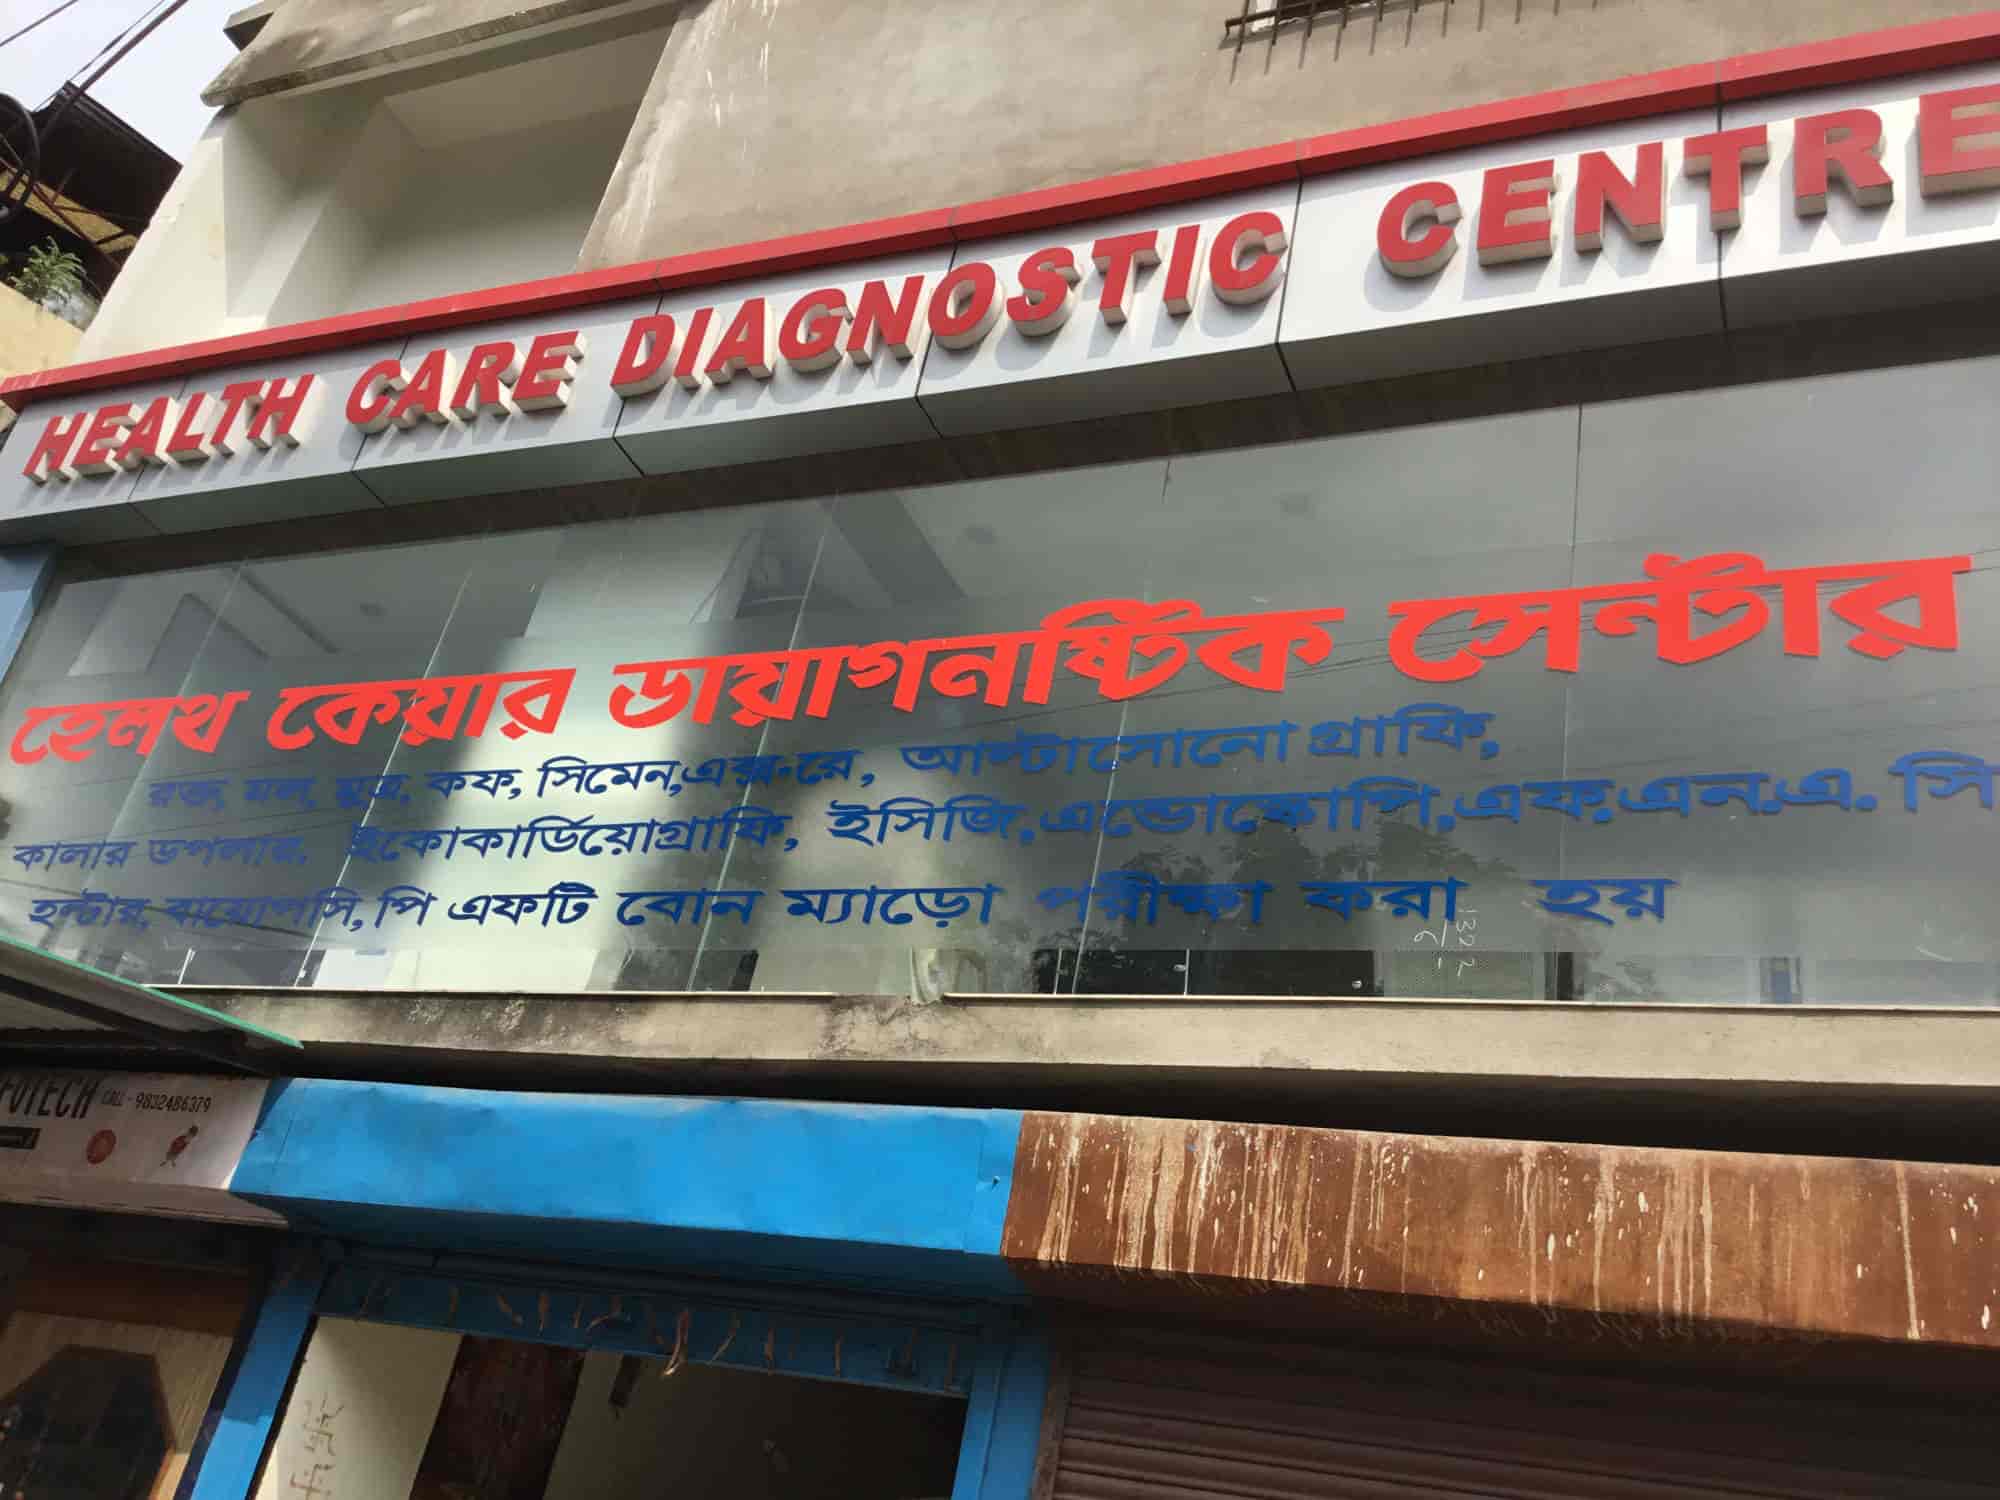 HEALTH CARE DIAGNOSTIC CENTRE
হেলথ কেয়ার ডায়াগনষ্টিক সেন্টার
রক্ত, মল, মুত্র, কফ, সিমেন,এক্স-রে, আল্টাসোনো গ্রাফি,
কালার ডপলার, ইকোকার্ডিয়োগ্রাফি, ইসিজি,এন্ডোস্কোপি,এফ.এন.এ. সি
হল্টার, বায়োপসি, পি এফটি বোন ম্যাড়ো পরীক্ষা করা হয়
FOTECH CALL - 9832486379